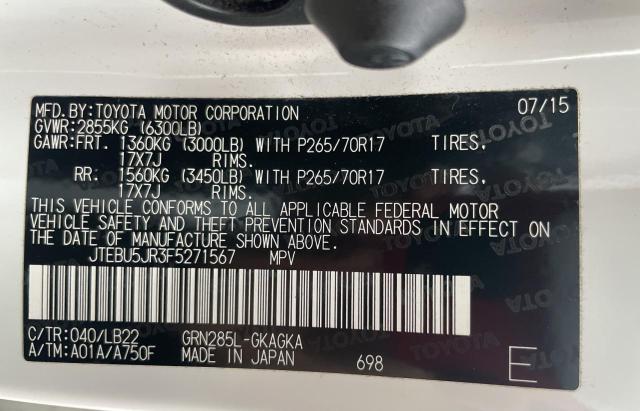 MFD.BY:TOYOTA MOTOR CORPORATION 07/15
GVWR:2855KG (6300LB)
GAWR:FRT. 1360KG (3000LB) WITH P265/70R17 TIRES.
17X7J RIMS.
RR: 1560KG (3450LB) WITH P265/70R17 TIRES.
17X7J RIMS.
THIS VEHICLE CONFORMS TO ALL APPLICABLE FEDERAL MOTOR
VEHICLE SAFETY AND THEFT PREVENTION STANDARDS IN EFFECT ON
THE DATE OF MANUFACTURE SHOWN ABOVE.
JTEBU5JR3F5271567 MPV
C/TR:040/LB22 GRN285L-GKAGKA
A/TM:A01A/A750F MADE IN JAPAN 698 E